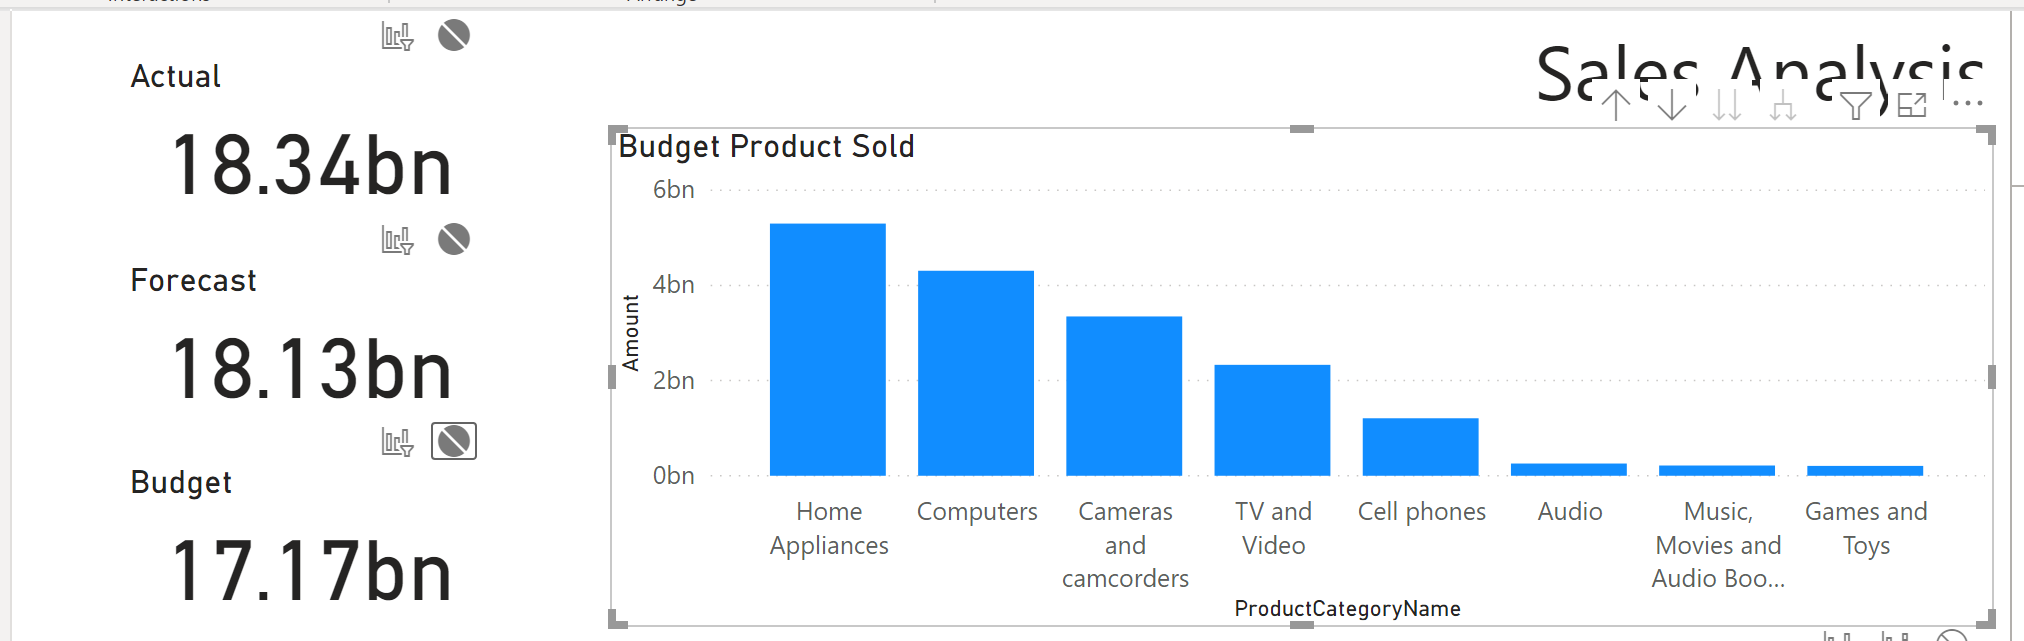 Interactions
Arrange
Sales Analysis
Actual
18.34bn
Forecast
18.13bn
Budget
17.17bn
Budget Product Sold
6bn
4bn
2bn
0bn
Amount
Home
Appliances
Computers
Cameras
and
camcorders
TV and
Video
Cell phones
Audio
Music,
Movies and
Audio Boo...
Games and
Toys
ProductCategoryName